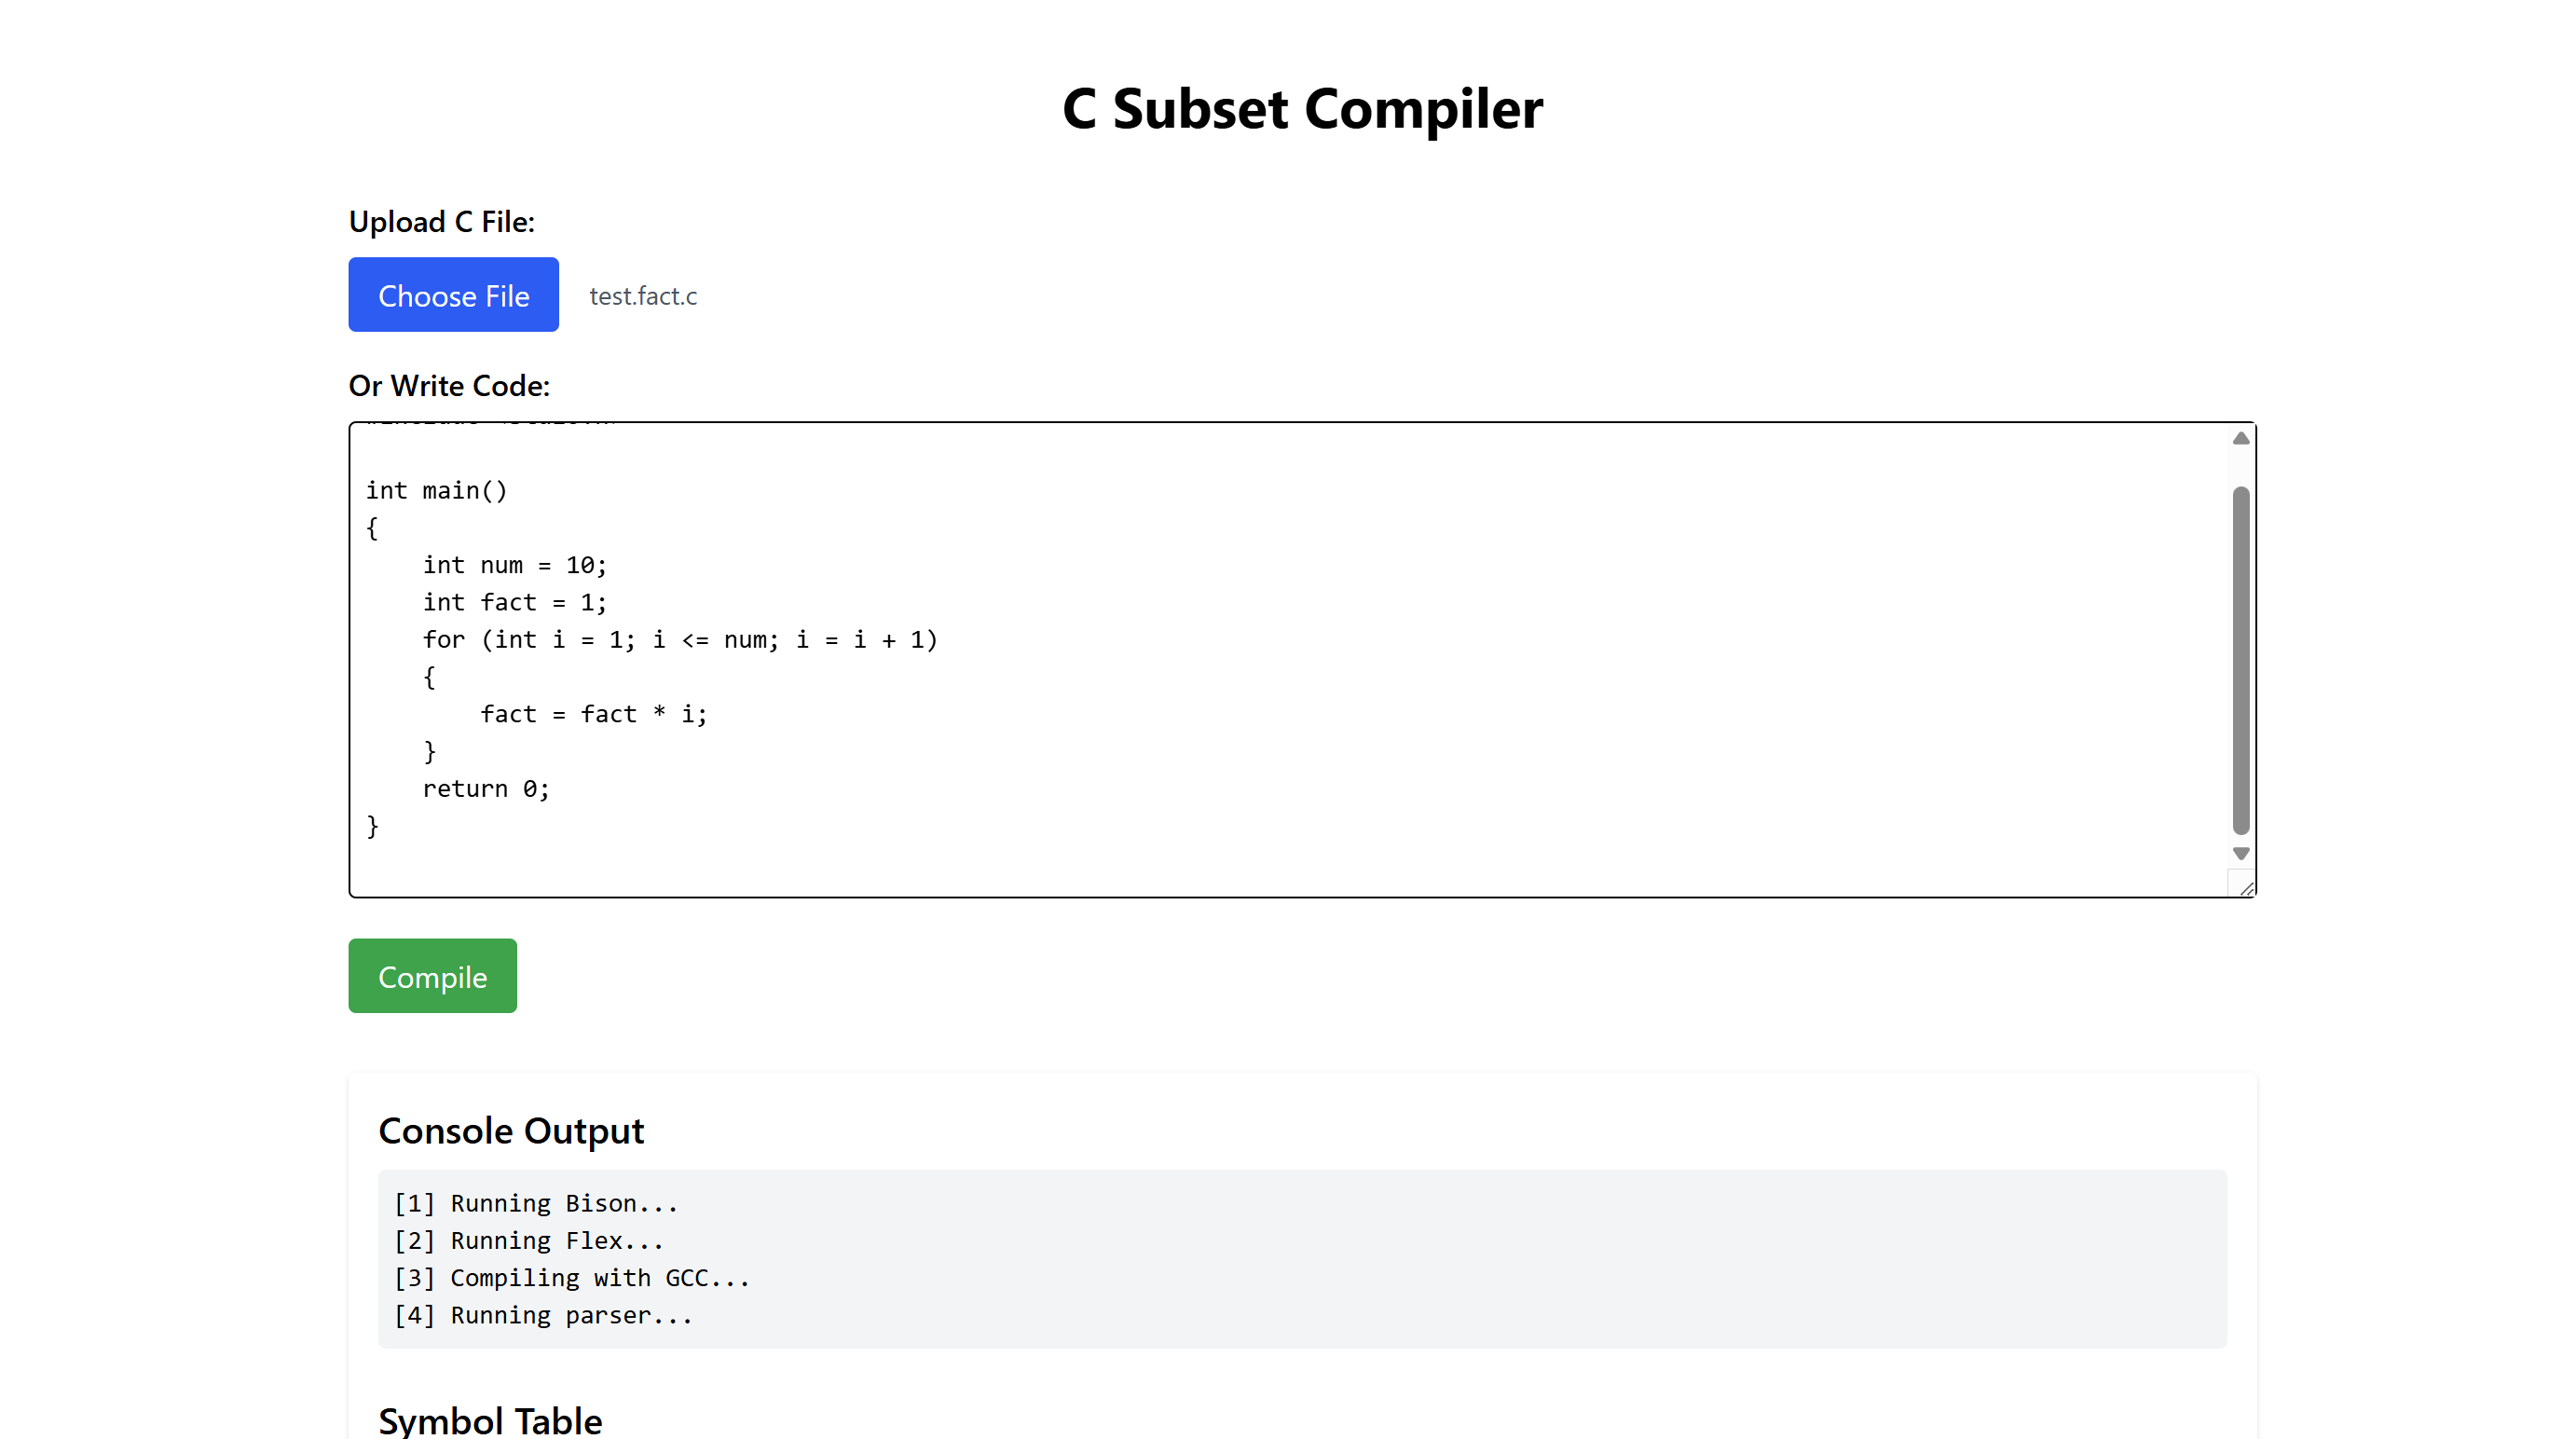 C Subset Compiler
Upload C File:
Choose File
test.fact.c
Or Write Code:
int main()
{
    int num = 10;
    int fact = 1;
    for (int i = 1; i <= num; i = i + 1)
    {
        fact = fact * i;
    }
    return 0;
}
Compile
Console Output
[1] Running Bison...
[2] Running Flex...
[3] Compiling with GCC...
[4] Running parser...
Symbol Table